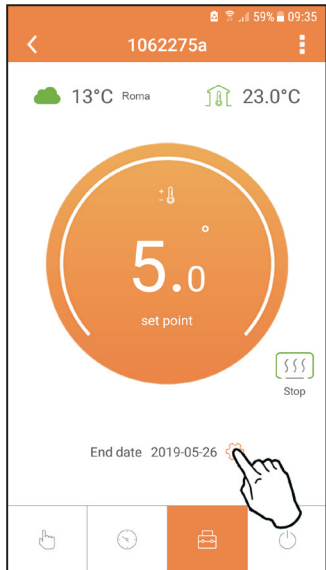 59% 09:35
1062275a
13°C Roma 23.0°C
5.0°
set point
Stop
End date 2019-05-26